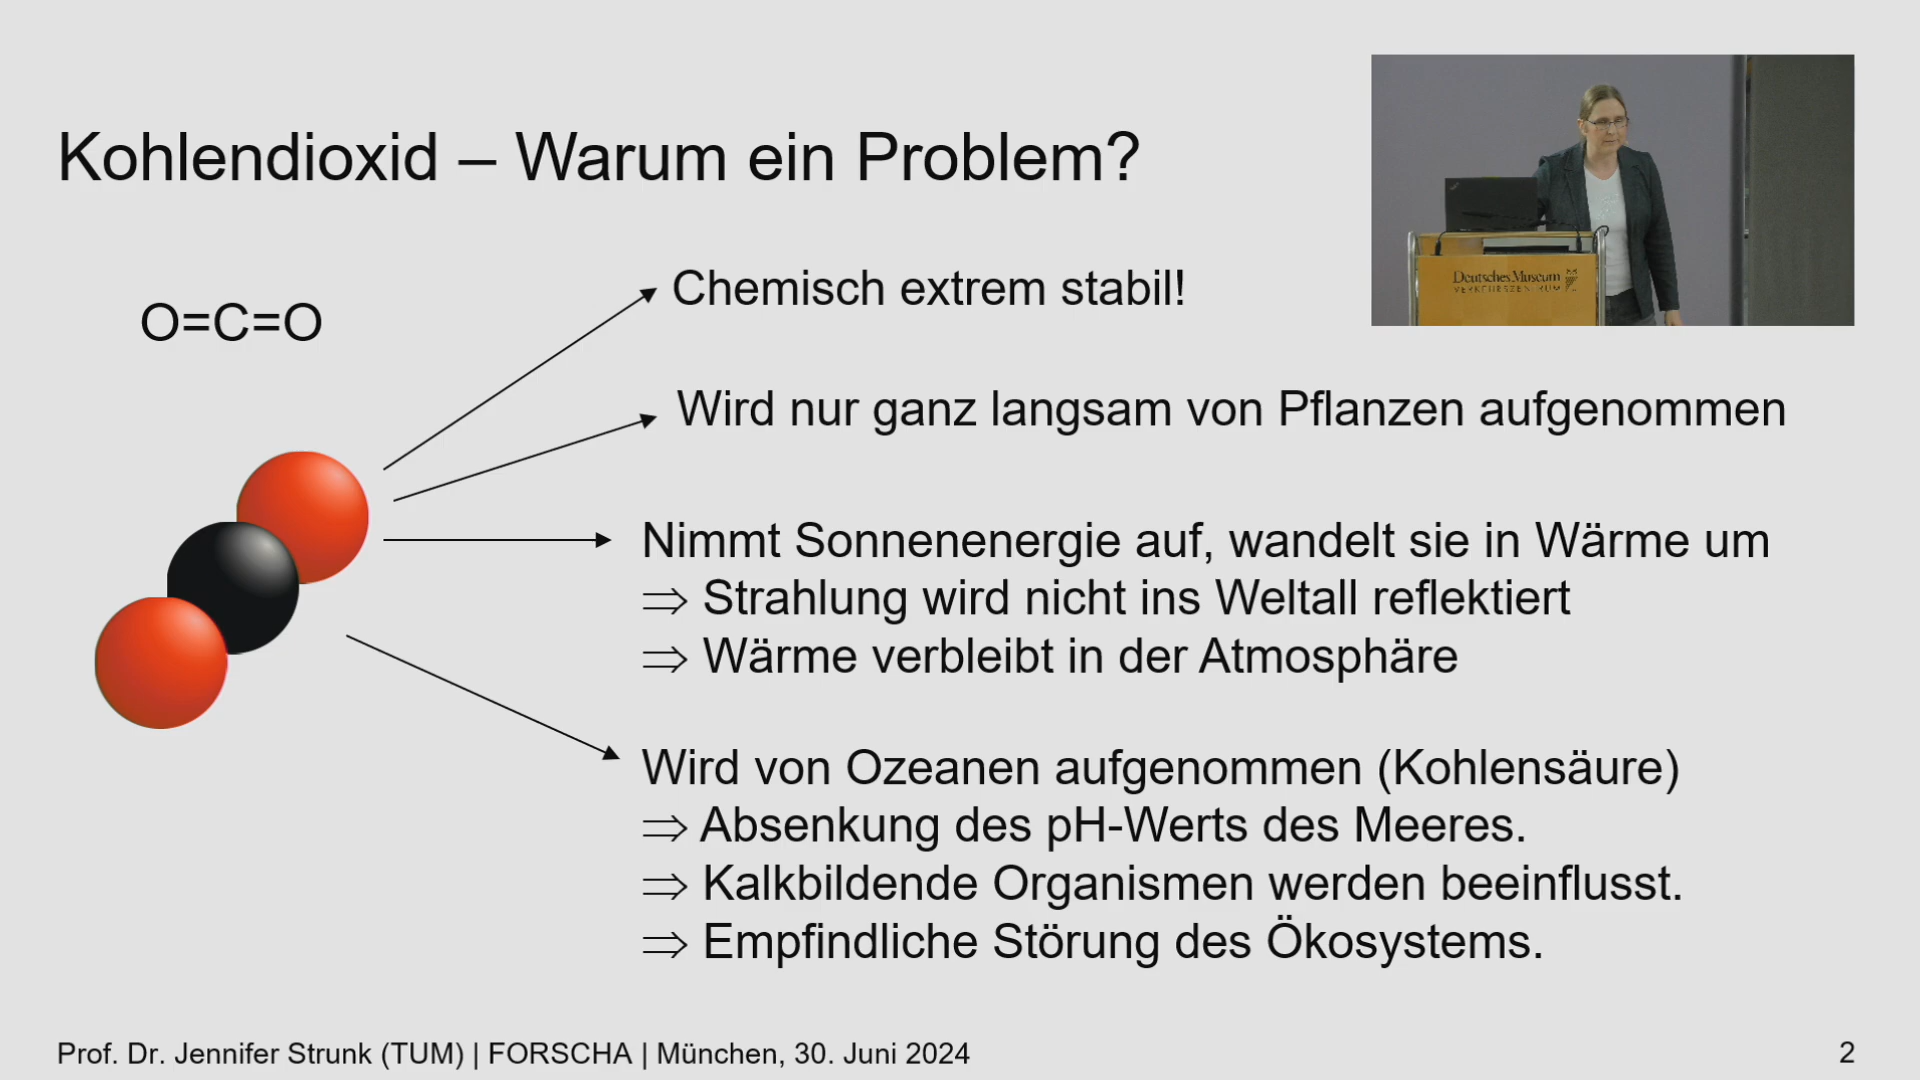 Kohlendioxid – Warum ein Problem?
O=C=O
Chemisch extrem stabil!
Wird nur ganz langsam von Pflanzen aufgenommen
Nimmt Sonnenenergie auf, wandelt sie in Wärme um
⇒ Strahlung wird nicht ins Weltall reflektiert
⇒ Wärme verbleibt in der Atmosphäre
Wird von Ozeanen aufgenommen (Kohlensäure)
⇒ Absenkung des pH-Werts des Meeres.
⇒ Kalkbildende Organismen werden beeinflusst.
⇒ Empfindliche Störung des Ökosystems.
Deutsches Museum
VERKEHRSZENTRUM
Prof. Dr. Jennifer Strunk (TUM) | FORSCHA | München, 30. Juni 2024
2